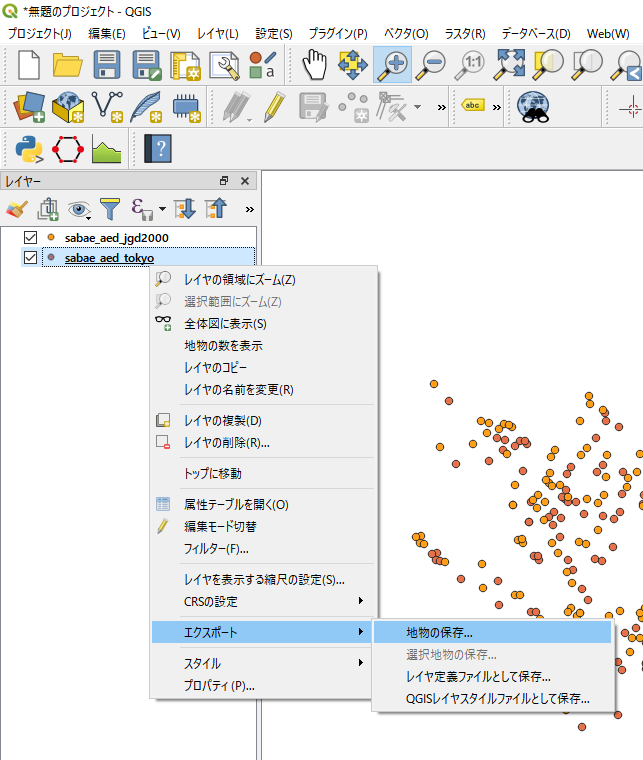 *無題のプロジェクト - QGIS
プロジェクト(J) 編集(E) ビュー(V) レイヤ(L) 設定(S) プラグイン(P) ベクタ(O) ラスタ(R) データベース(D) Web(W)
1:1
abc
レイヤー
sabae_aed_jgd2000
sabae_aed_tokyo
レイヤの領域にズーム(Z)
選択範囲にズーム(Z)
全体図に表示(S)
地物の数を表示
レイヤのコピー
レイヤの名前を変更(R)
レイヤの複製(D)
レイヤの削除(R)...
トップに移動
属性テーブルを開く(O)
編集モード切替
フィルター(F)...
レイヤを表示する縮尺の設定(S)...
CRSの設定
エクスポート
地物の保存...
選択地物の保存...
レイヤ定義ファイルとして保存...
QGISレイヤスタイルファイルとして保存...
スタイル
プロパティ(P)...